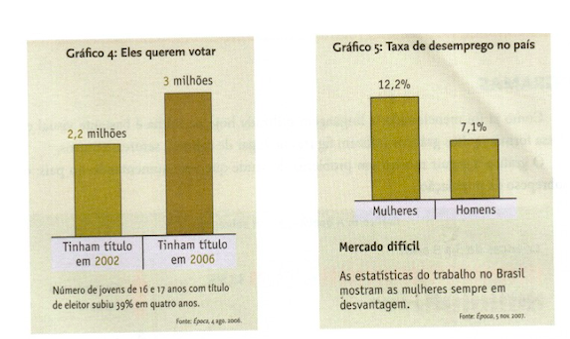 Gráfico 4: Eles querem votar
3 milhões
2,2 milhões
Tinham título
em 2002
Tinham título
em 2006
Número de jovens de 16 e 17 anos com título
de eleitor subiu 39% em quatro anos.
Fonte: Época, 4 ago. 2006.
Gráfico 5: Taxa de desemprego no país
12,2%
7,1%
Mulheres
Homens
Mercado difícil
As estatísticas do trabalho no Brasil
mostram as mulheres sempre em
desvantagem.
Fonte: Época, 5 nov. 2007.